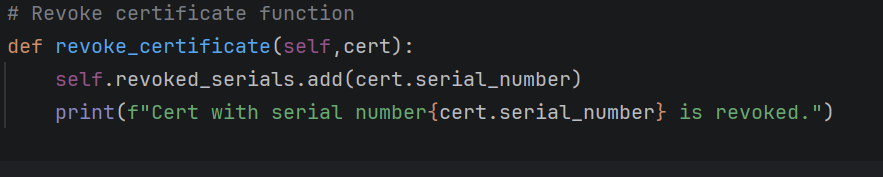 # Revoke certificate function
def revoke_certificate(self,cert):
    self.revoked_serials.add(cert.serial_number)
    print(f"Cert with serial number{cert.serial_number} is revoked.")